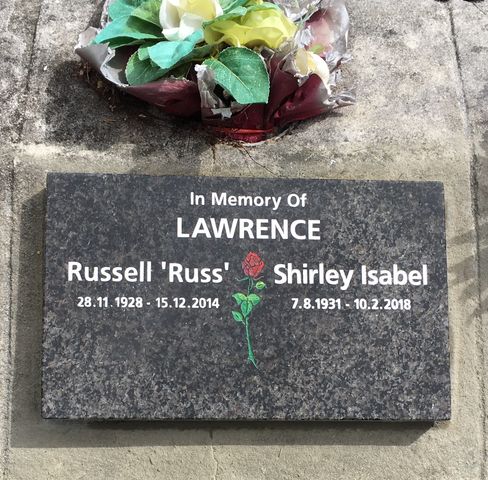 In Memory Of
LAWRENCE
Russell 'Russ' Shirley Isabel
28.11.1928 - 15.12.2014 7.8.1931 - 10.2.2018